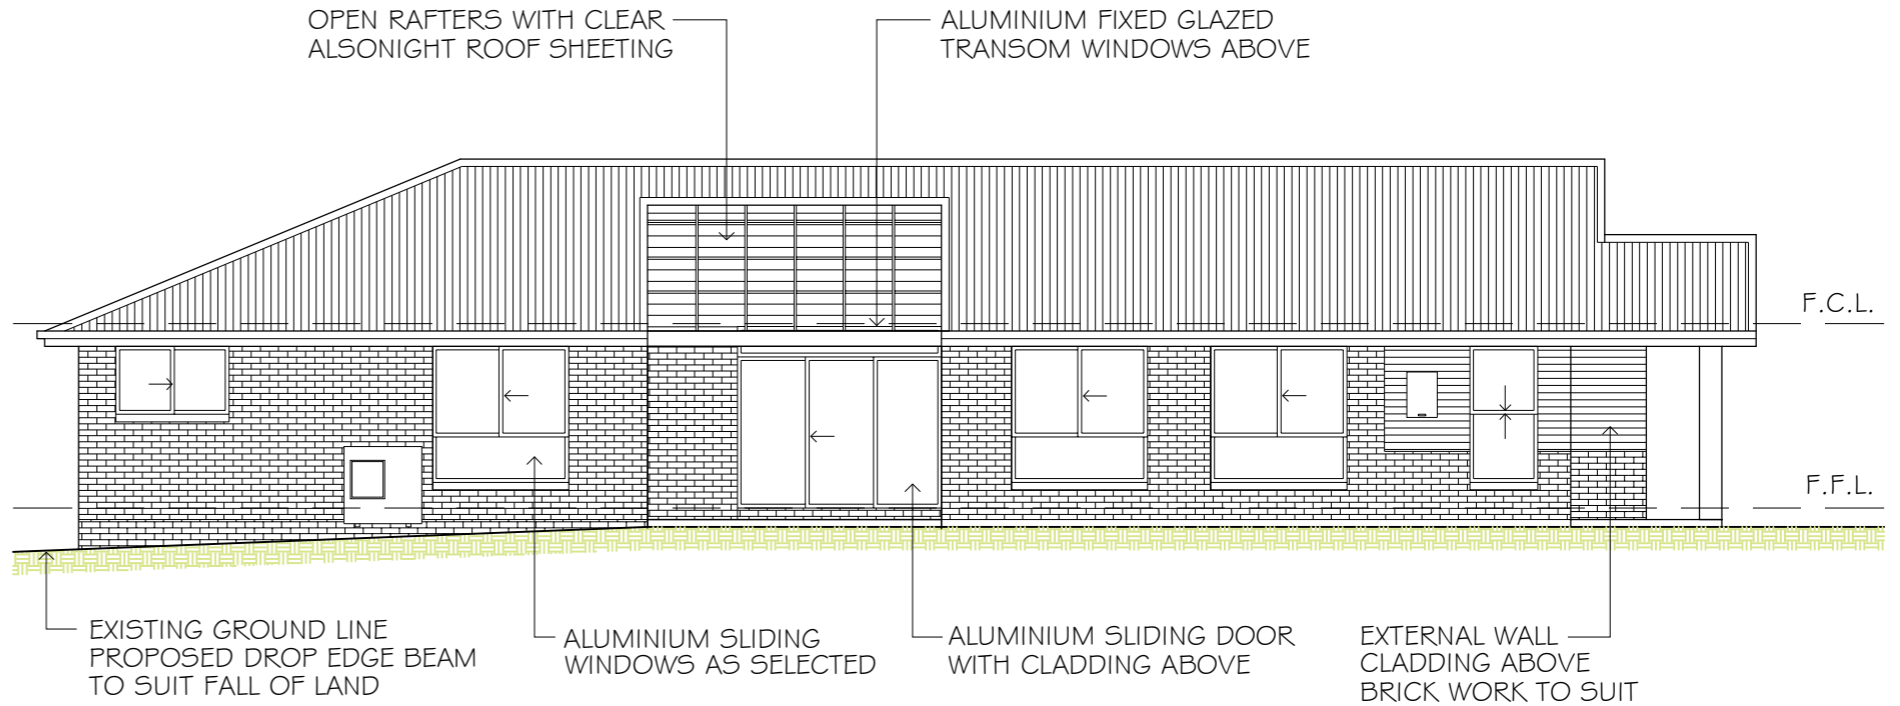 OPEN RAFTERS WITH CLEAR
ALSONIGHT ROOF SHEETING
ALUMINIUM FIXED GLAZED
TRANSOM WINDOWS ABOVE
F.C.L.
F.F.L.
EXISTING GROUND LINE
PROPOSED DROP EDGE BEAM
TO SUIT FALL OF LAND
ALUMINIUM SLIDING
WINDOWS AS SELECTED
ALUMINIUM SLIDING DOOR
WITH CLADDING ABOVE
EXTERNAL WALL
CLADDING ABOVE
BRICK WORK TO SUIT